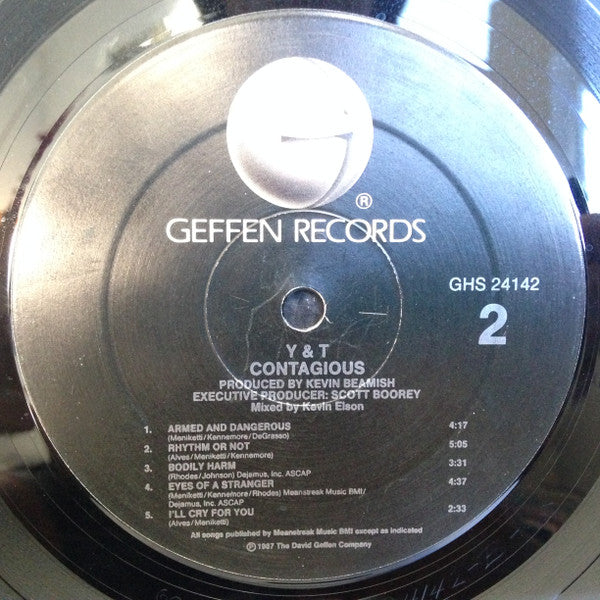 ®
GEFFEN RECORDS
GHS 24142
2
Y & T
CONTAGIOUS
PRODUCED BY KEVIN BEAMISH
EXECUTIVE PRODUCER: SCOTT BOOREY
Mixed by Kevin Elson
1. ARMED AND DANGEROUS 4:17
(Meniketti/Kennemore/DeGrasso)
2. RHYTHM OR NOT 5:05
(Alves/Meniketti/Kennemore)
3. BODILY HARM 3:31
(Rhodes/Johnson) Dejamus, Inc. ASCAP
4. EYES OF A STRANGER 4:37
(Meniketti/Kennemore/Rhodes) Meanstreak Music BMI/
Dejamus, Inc. ASCAP
5. I'LL CRY FOR YOU 2:33
(Alves/Meniketti)
All songs published by Meanstreak Music BMI except as indicated
℗ 1987 The David Geffen Company